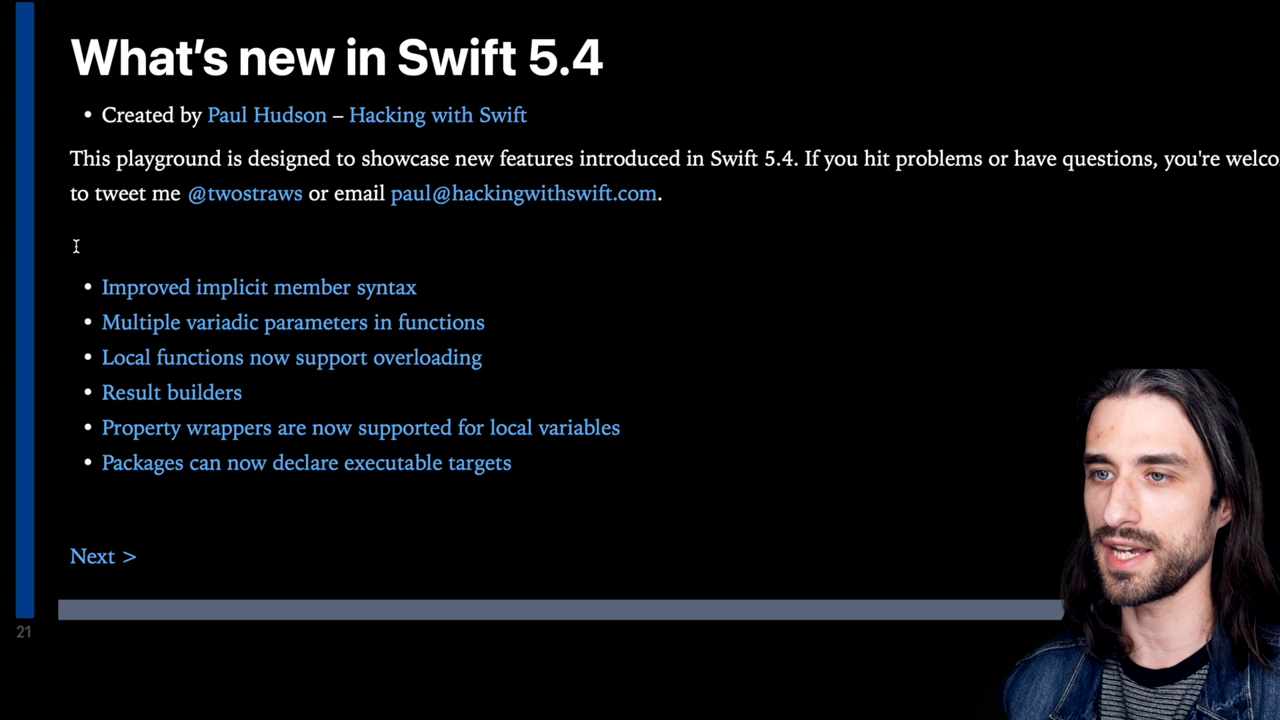 What's new in Swift 5.4
• Created by Paul Hudson – Hacking with Swift
This playground is designed to showcase new features introduced in Swift 5.4. If you hit problems or have questions, you're welco
to tweet me @twostraws or email paul@hackingwithswift.com.
• Improved implicit member syntax
• Multiple variadic parameters in functions
• Local functions now support overloading
• Result builders
• Property wrappers are now supported for local variables
• Packages can now declare executable targets
Next >
21